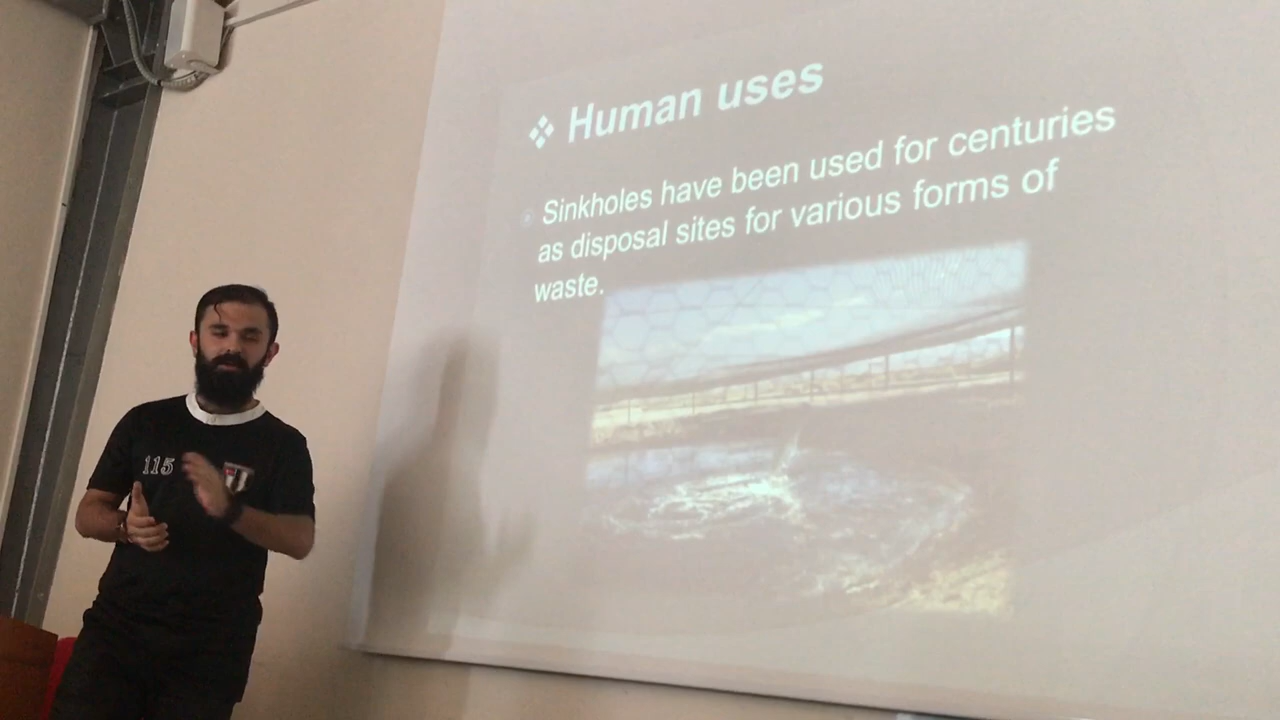 Human uses
Sinkholes have been used for centuries
as disposal sites for various forms of
waste.
115